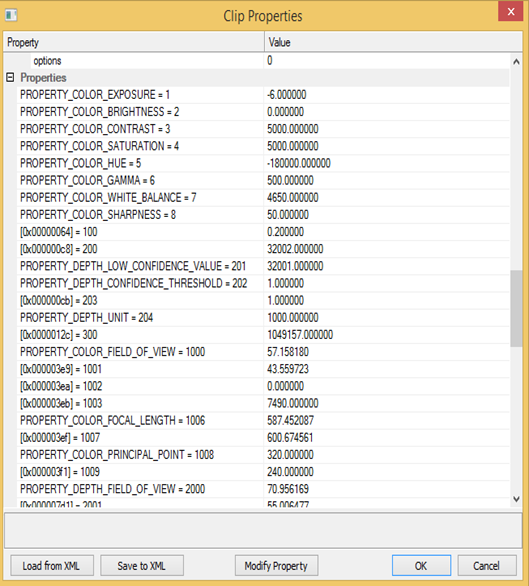 Clip Properties
Property Value
options 0
Properties
PROPERTY_COLOR_EXPOSURE = 1 -6.000000
PROPERTY_COLOR_BRIGHTNESS = 2 0.000000
PROPERTY_COLOR_CONTRAST = 3 5000.000000
PROPERTY_COLOR_SATURATION = 4 5000.000000
PROPERTY_COLOR_HUE = 5 -180000.000000
PROPERTY_COLOR_GAMMA = 6 500.000000
PROPERTY_COLOR_WHITE_BALANCE = 7 4650.000000
PROPERTY_COLOR_SHARPNESS = 8 50.000000
[0x00000064] = 100 0.200000
[0x000000c8] = 200 32002.000000
PROPERTY_DEPTH_LOW_CONFIDENCE_VALUE = 201 32001.000000
PROPERTY_DEPTH_CONFIDENCE_THRESHOLD = 202 1.000000
[0x000000cb] = 203 1.000000
PROPERTY_DEPTH_UNIT = 204 1000.000000
[0x0000012c] = 300 1049157.000000
PROPERTY_COLOR_FIELD_OF_VIEW = 1000 57.158180
[0x000003e9] = 1001 43.559723
[0x000003ea] = 1002 0.000000
[0x000003eb] = 1003 7490.000000
PROPERTY_COLOR_FOCAL_LENGTH = 1006 587.452087
[0x000003ef] = 1007 600.674561
PROPERTY_COLOR_PRINCIPAL_POINT = 1008 320.000000
[0x000003f1] = 1009 240.000000
PROPERTY_DEPTH_FIELD_OF_VIEW = 2000 70.956169
[0x000007d1] = 2001 55.006477
Load from XML Save to XML Modify Property OK Cancel